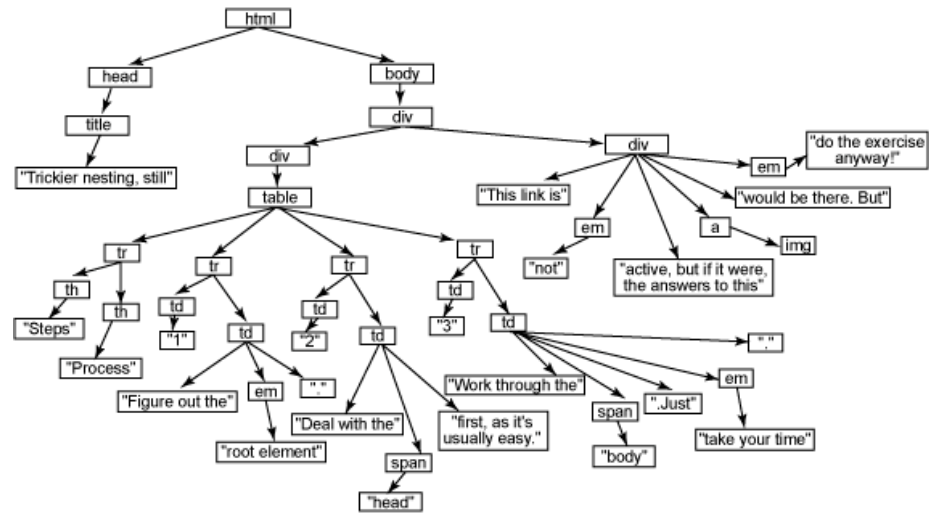 html
head
body
title
div
"Trickier nesting, still"
div
div
em
"do the exercise
anyway!"
table
"This link is"
"would be there. But"
em
a
img
"not"
"active, but if it were,
the answers to this"
tr
tr
tr
tr
th
th
td
td
td
"Steps"
"Process"
"1"
td
"2"
td
"3"
td
"."
"Figure out the"
em
"."
"root element"
"Deal with the"
"first, as it's
usually easy."
span
"head"
"Work through the"
span
"body"
".Just"
em
"take your time"